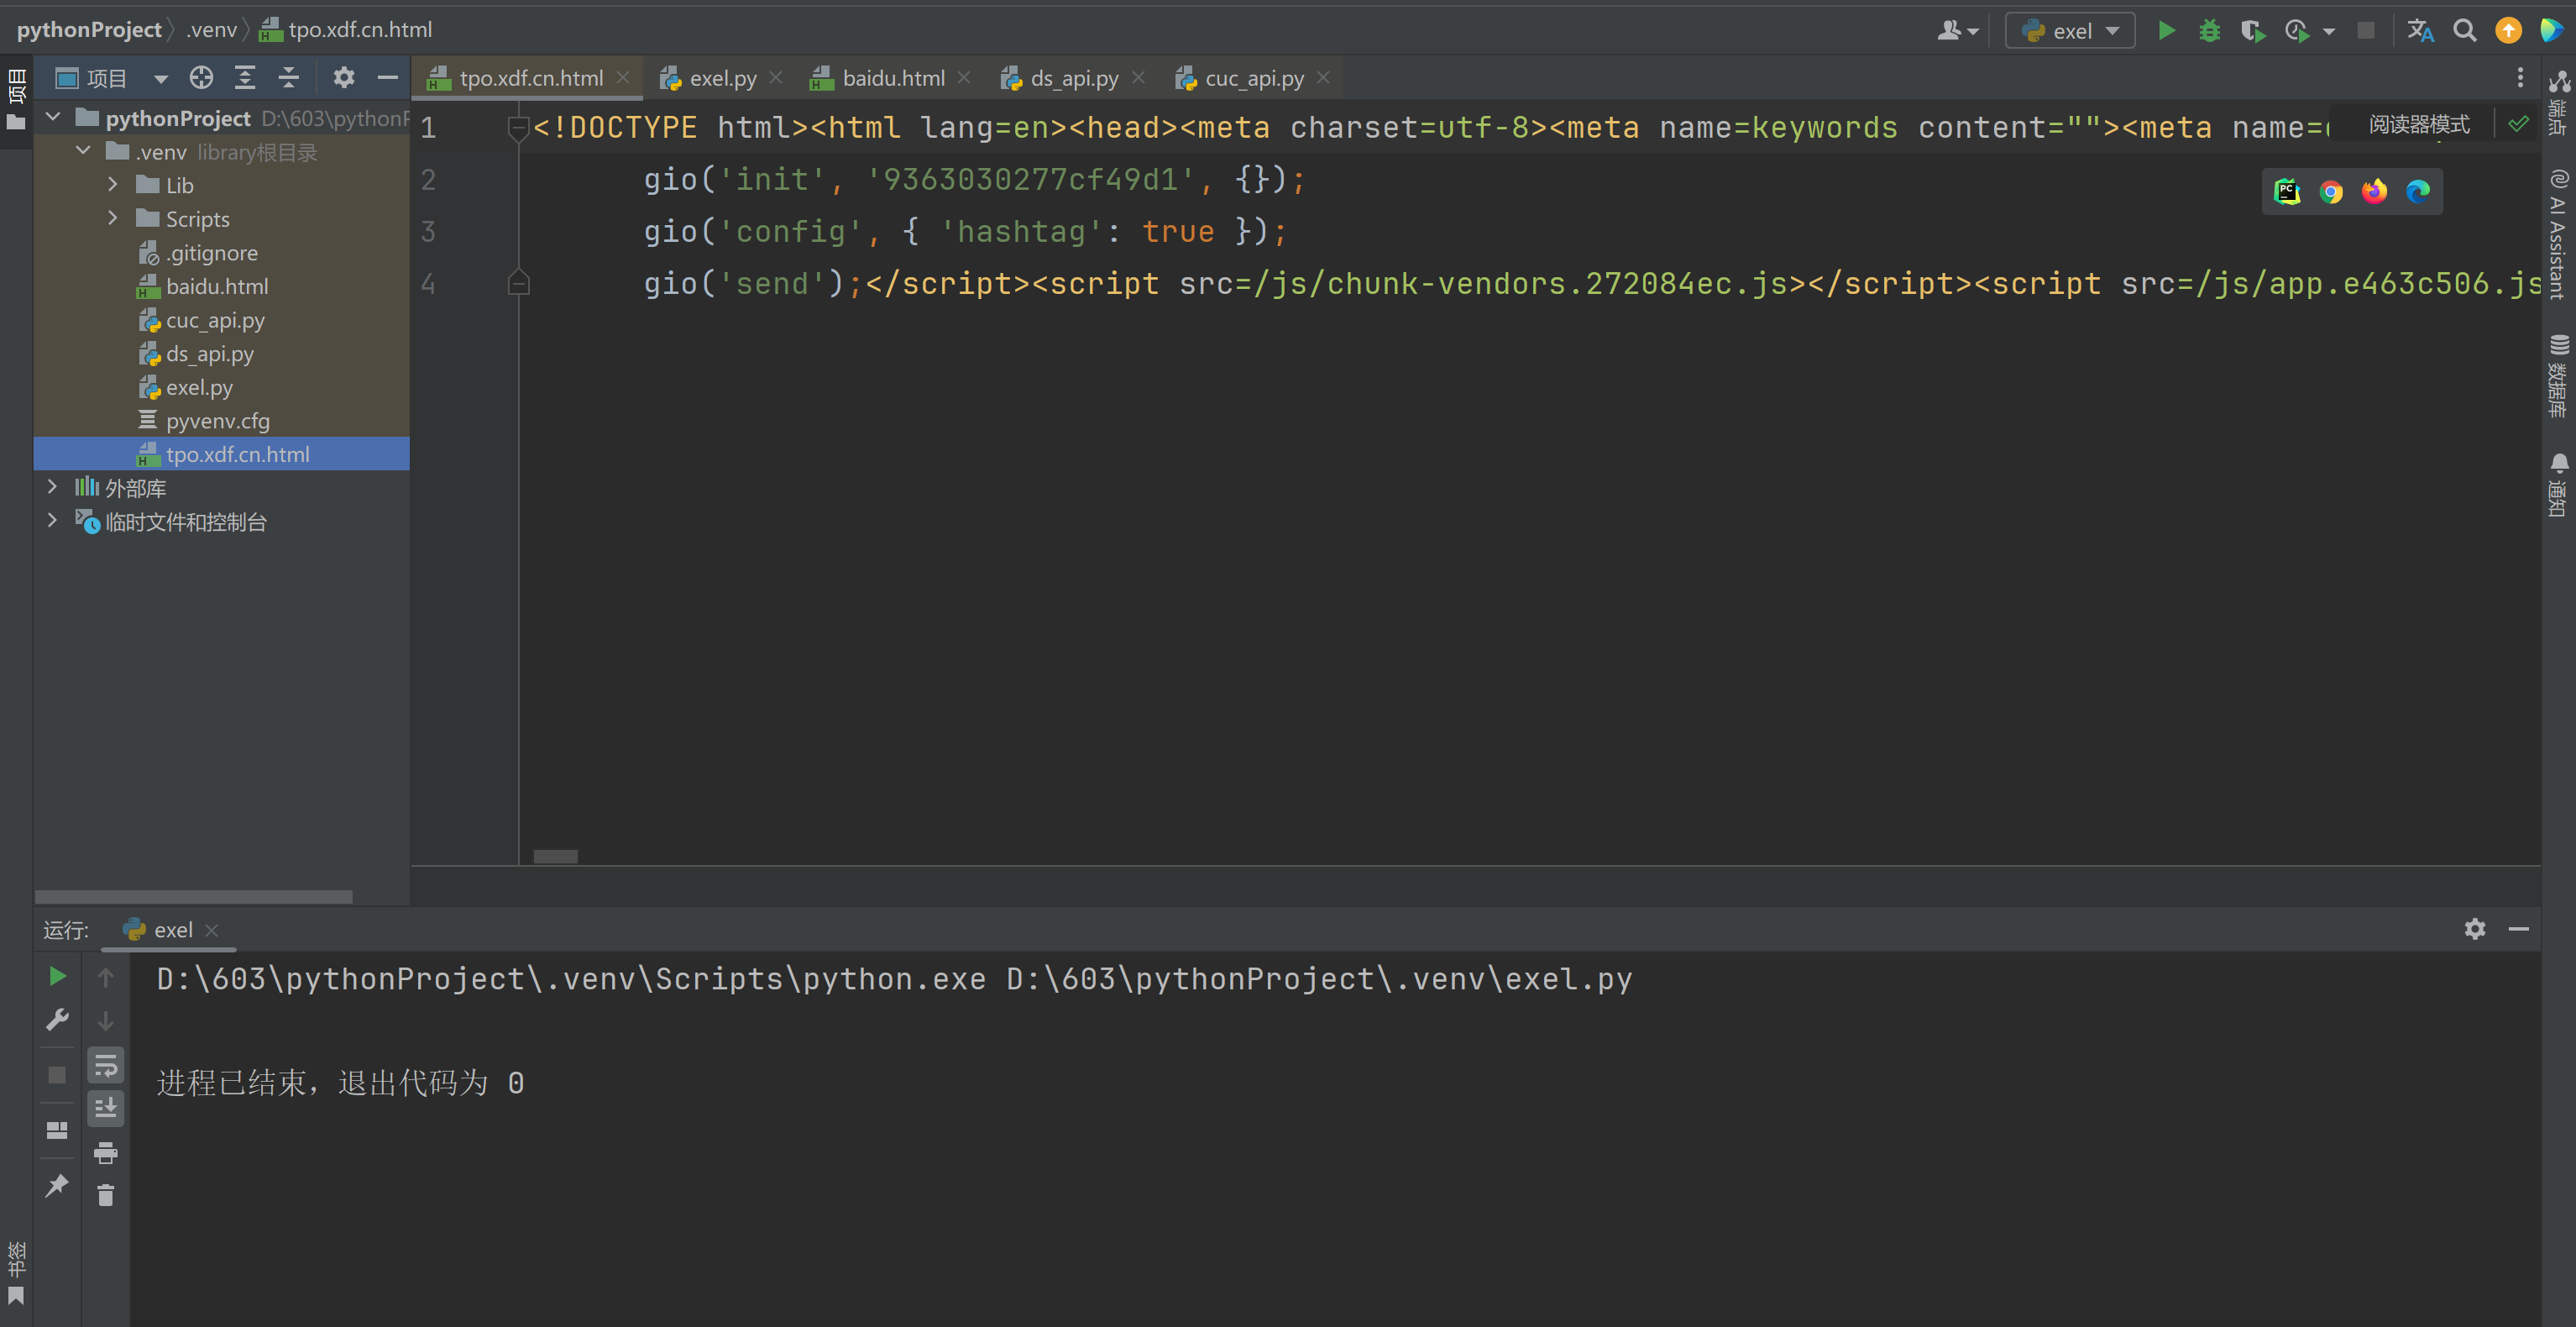 pythonProject .venv tpo.xdf.cn.html
exel
项目
tpo.xdf.cn.html exel.py baidu.html ds_api.py cuc_api.py
项目
pythonProject D:\603\pythonP
.venv library根目录
Lib
Scripts
.gitignore
baidu.html
cuc_api.py
ds_api.py
exel.py
pyvenv.cfg
tpo.xdf.cn.html
外部库
临时文件和控制台
1 <!DOCTYPE html><html lang=en><head><meta charset=utf-8><meta name=keywords content=""><meta name=
阅读器模式
2 gio('init', '9363030277cf49d1', {});
3 gio('config', { 'hashtag': true });
4 gio('send');</script><script src=/js/chunk-vendors.272084ec.js></script><script src=/js/app.e463c506.js
端点
AI Assistant
数据库
通知
运行: exel
D:\603\pythonProject\.venv\Scripts\python.exe D:\603\pythonProject\.venv\exel.py
进程已结束，退出代码为 0
书签